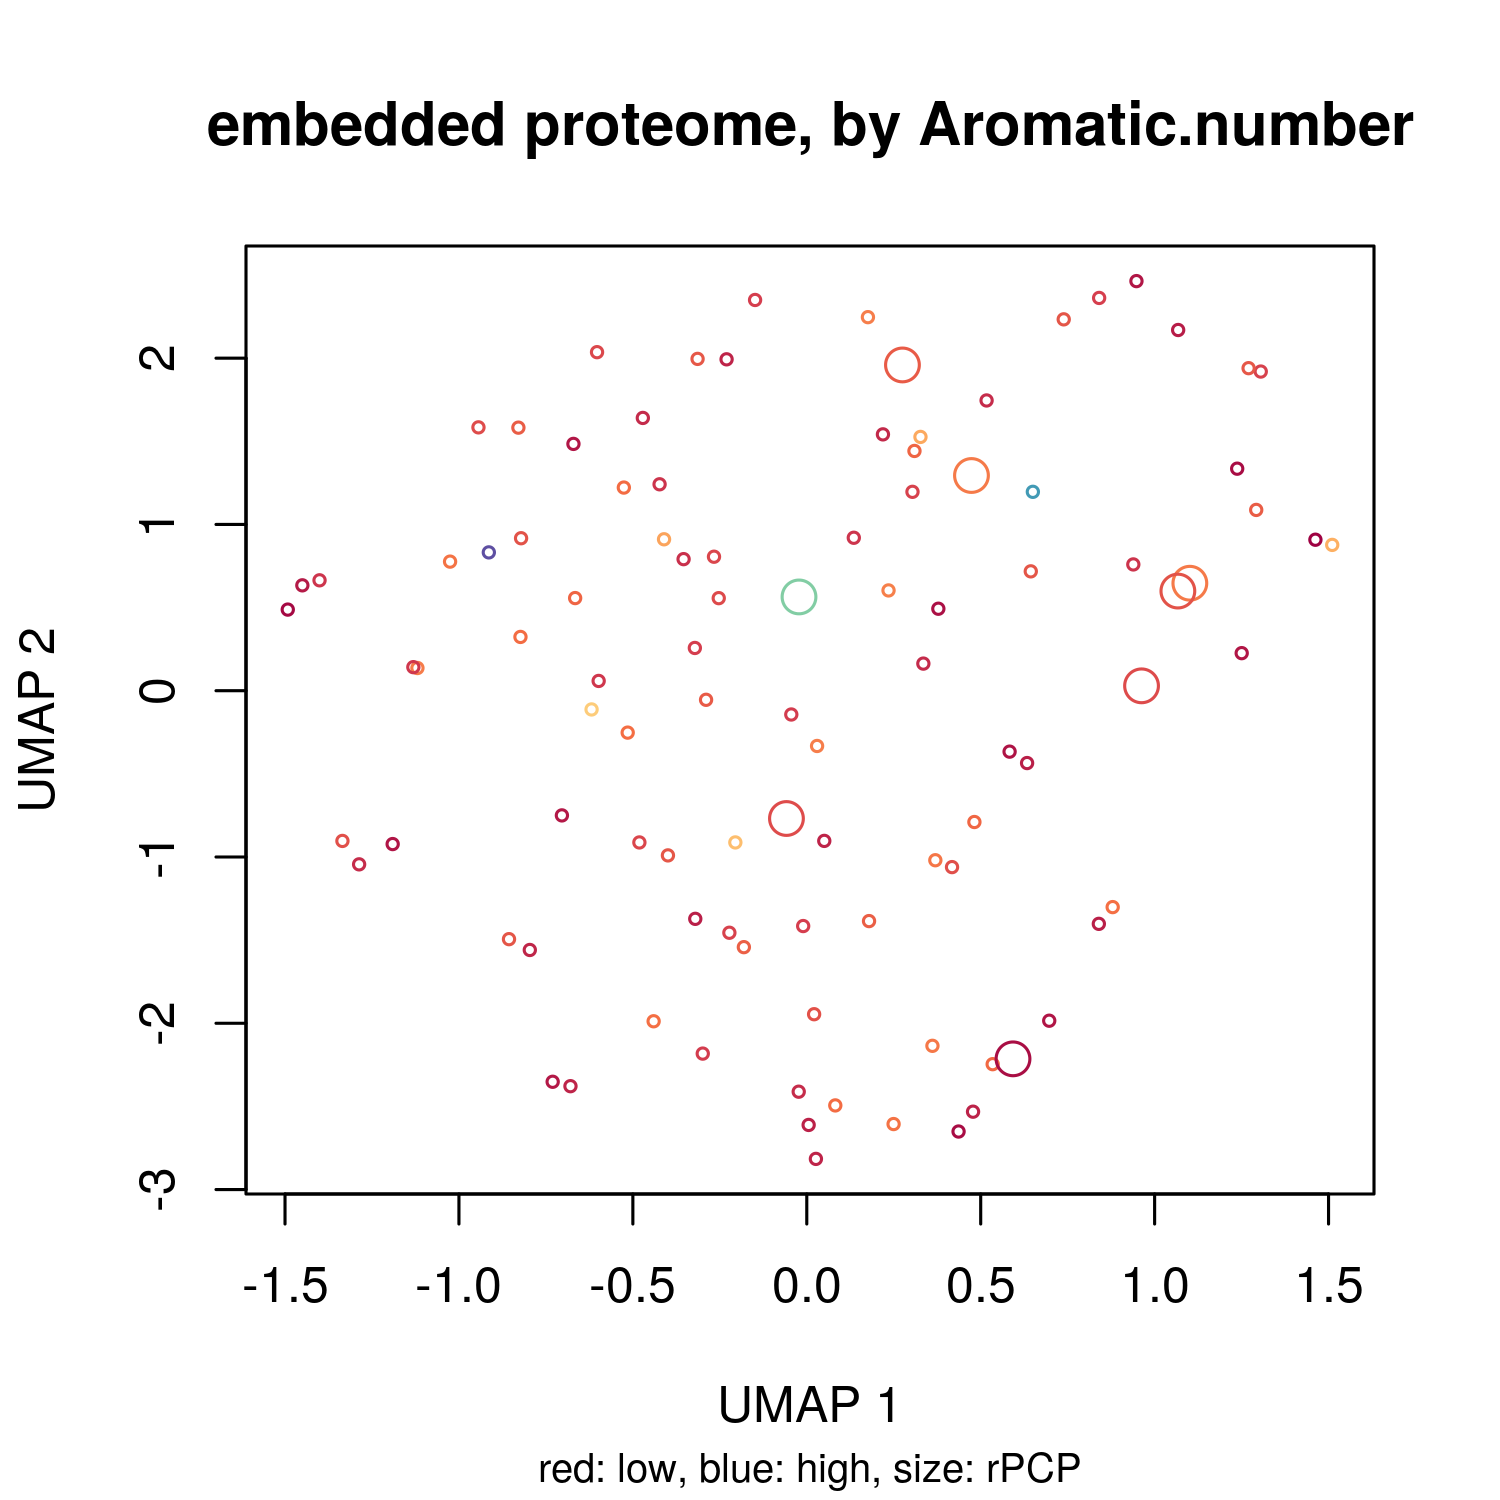 embedded proteome, by Aromatic.number
UMAP 2
2
1
0
-1
-2
-3
-1.5 -1.0 -0.5 0.0 0.5 1.0 1.5
UMAP 1
red: low, blue: high, size: rPCP